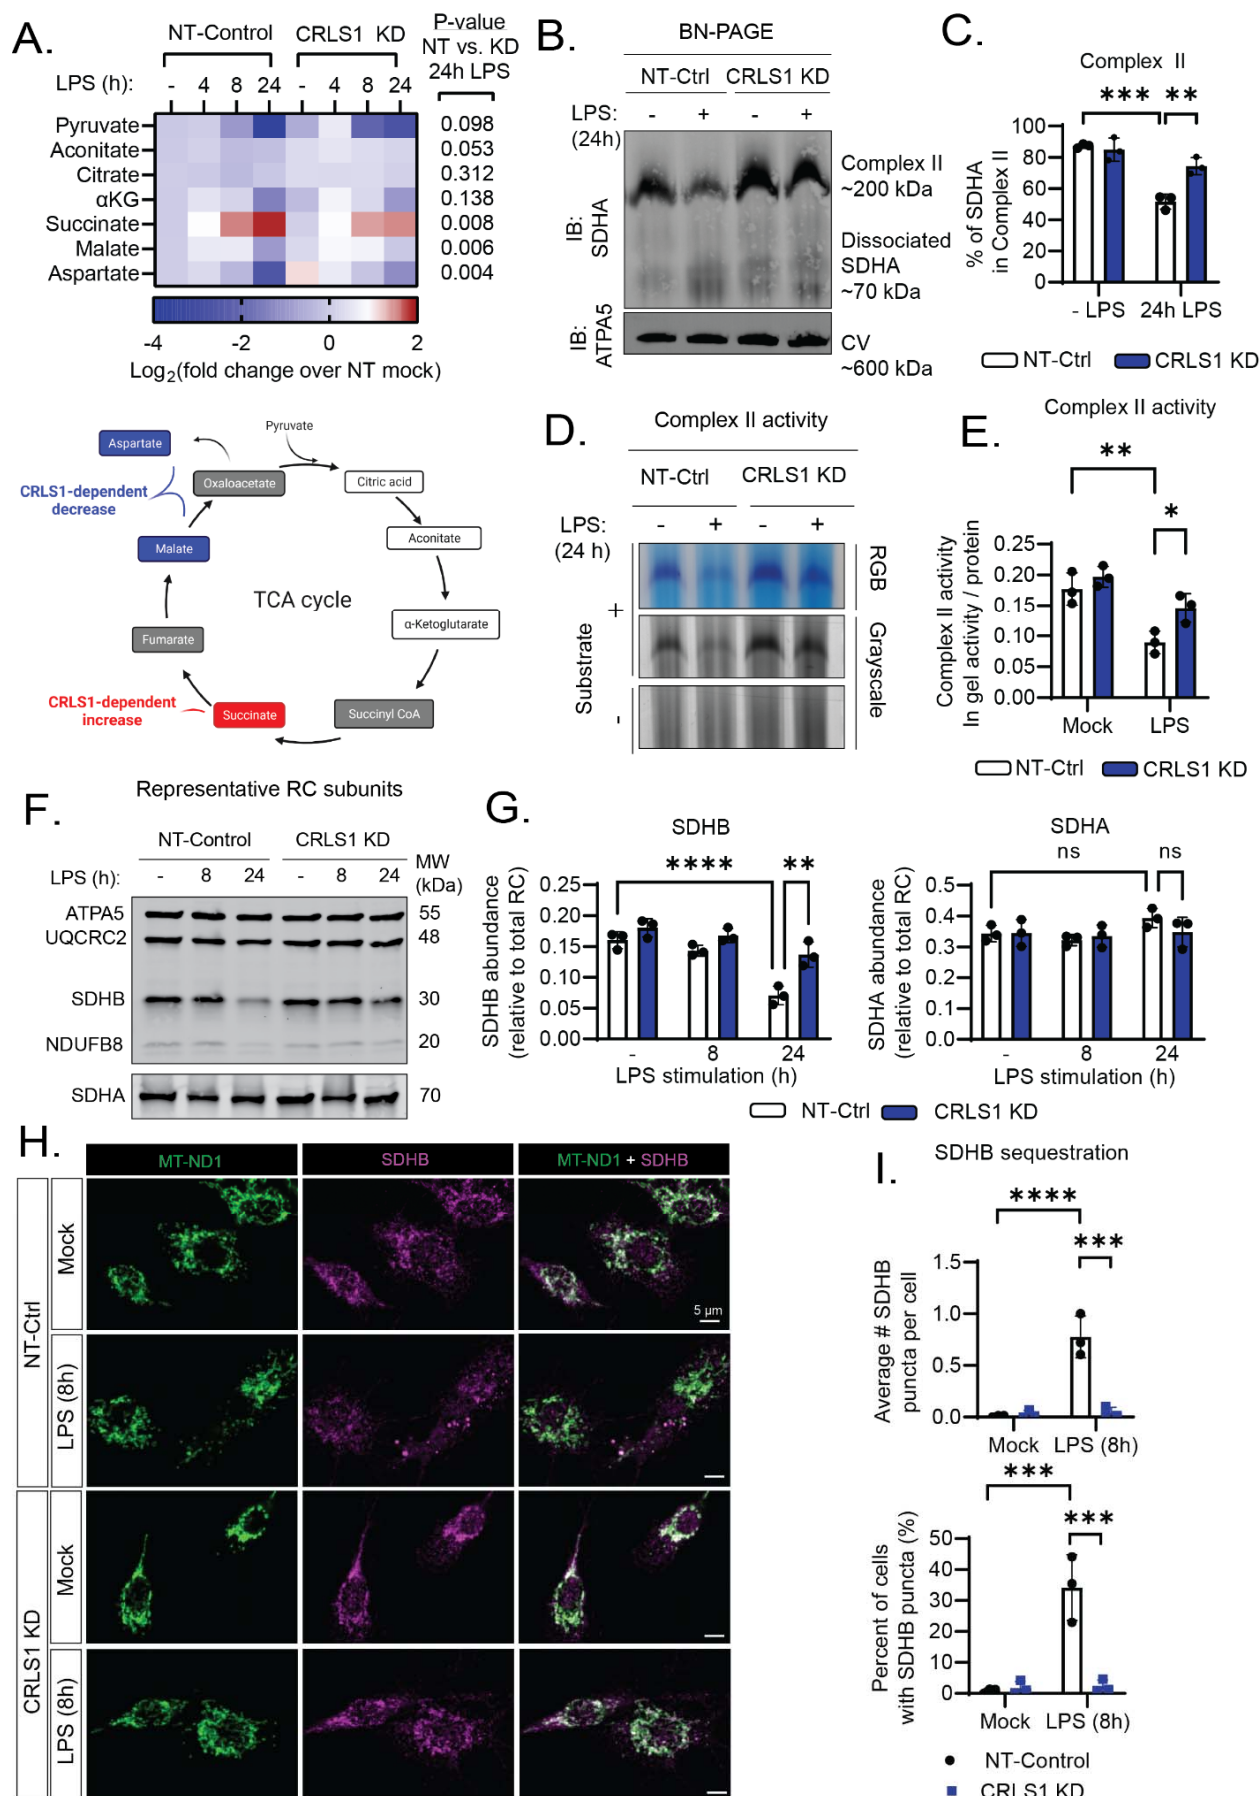 A.
NT-Control CRLS1 KD
P-value
NT vs. KD
24h LPS
LPS (h): - 4 8 24 - 4 8 24
Pyruvate 0.098
Aconitate 0.053
Citrate 0.312
αKG 0.138
Succinate 0.008
Malate 0.006
Aspartate 0.004
-4 -2 0 2
Log2(fold change over NT mock)
Aspartate
Pyruvate
Oxaloacetate
Citric acid
CRLS1-dependent
decrease
Malate
Aconitate
TCA cycle
Fumarate
α-Ketoglutarate
CRLS1-dependent
increase
Succinate
Succinyl CoA
B.
BN-PAGE
NT-Ctrl CRLS1 KD
LPS: - + - +
(24h)
IB:
SDHA
Complex II
~200 kDa
Dissociated
SDHA
~70 kDa
IB:
ATPA5
CV
~600 kDa
C.
Complex II
*** **
% of SDHA
in Complex II
100
80
60
40
20
0
- LPS 24h LPS
NT-Ctrl CRLS1 KD
D.
Complex II activity
NT-Ctrl CRLS1 KD
LPS: - + - +
(24 h)
Substrate
+
-
RGB
Grayscale
E.
Complex II activity
**
*
Complex II activity
In gel activity / protein
0.25
0.20
0.15
0.10
0.05
0.00
Mock LPS
NT-Ctrl CRLS1 KD
F.
Representative RC subunits
NT-Control CRLS1 KD
MW
(kDa)
LPS (h): - 8 24 - 8 24
ATPA5 55
UQCRC2 48
SDHB 30
NDUFB8 20
SDHA 70
G.
SDHB
**** **
SDHB abundance
(relative to total RC)
0.25
0.20
0.15
0.10
0.05
0.00
- 8 24
LPS stimulation (h)
SDHA
ns ns
SDHA abundance
(relative to total RC)
0.5
0.4
0.3
0.2
0.1
0.0
- 8 24
LPS stimulation (h)
NT-Ctrl CRLS1 KD
H.
MT-ND1 SDHB MT-ND1 + SDHB
NT-Ctrl
Mock
5 µm
LPS (8h)
CRLS1 KD
Mock
LPS (8h)
I.
SDHB sequestration
****
***
Average # SDHB
puncta per cell
1.5
1.0
0.5
0.0
Mock LPS (8h)
***
***
Percent of cells
with SDHB puncta (%)
50
40
30
20
10
0
Mock LPS (8h)
NT-Control
CRLS1 KD